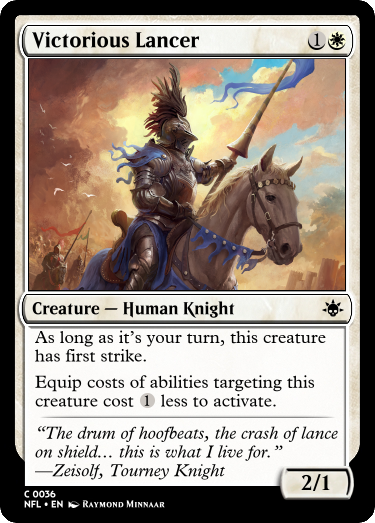 Victorious Lancer 1
Creature — Human Knight
As long as it’s your turn, this creature
has first strike.
Equip costs of abilities targeting this
creature cost 1 less to activate.
“The drum of hoofbeats, the crash of lance
on shield… this is what I live for.”
—Zeisolf, Tourney Knight
2/1
C 0036
NFL • EN Raymond Minnaar